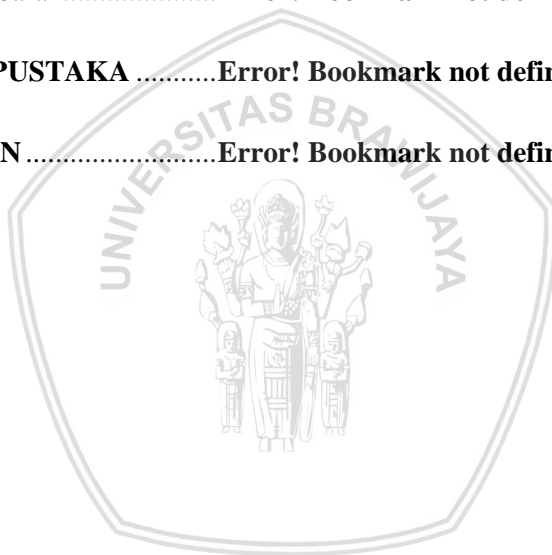 PUSTAKA ...........Error! Bookmark not defin
N ..........................Error! Bookmark not defin
UNIVERSITAS BRAWIJAYA